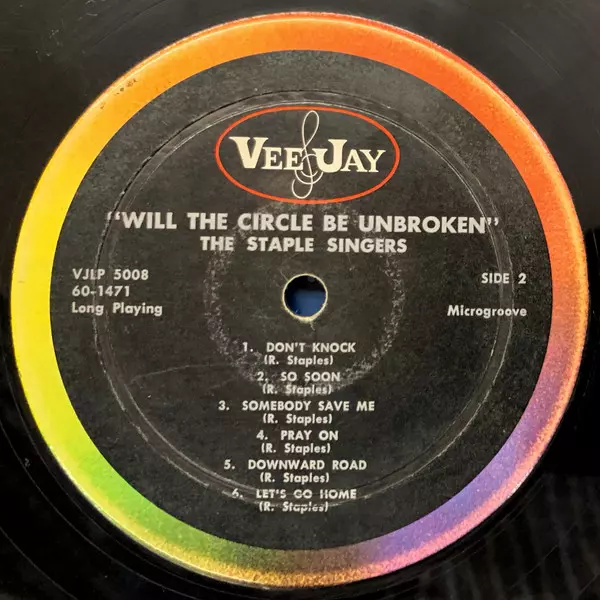 VEE JAY
"WILL THE CIRCLE BE UNBROKEN"
THE STAPLE SINGERS
VJLP 5008
60-1471
Long Playing
SIDE 2
Microgroove
1. DON'T KNOCK
(R. Staples)
2. SO SOON
(R. Staples)
3. SOMEBODY SAVE ME
(R. Staples)
4. PRAY ON
(R. Staples)
5. DOWNWARD ROAD
(R. Staples)
6. LET'S GO HOME
(R. Staples)